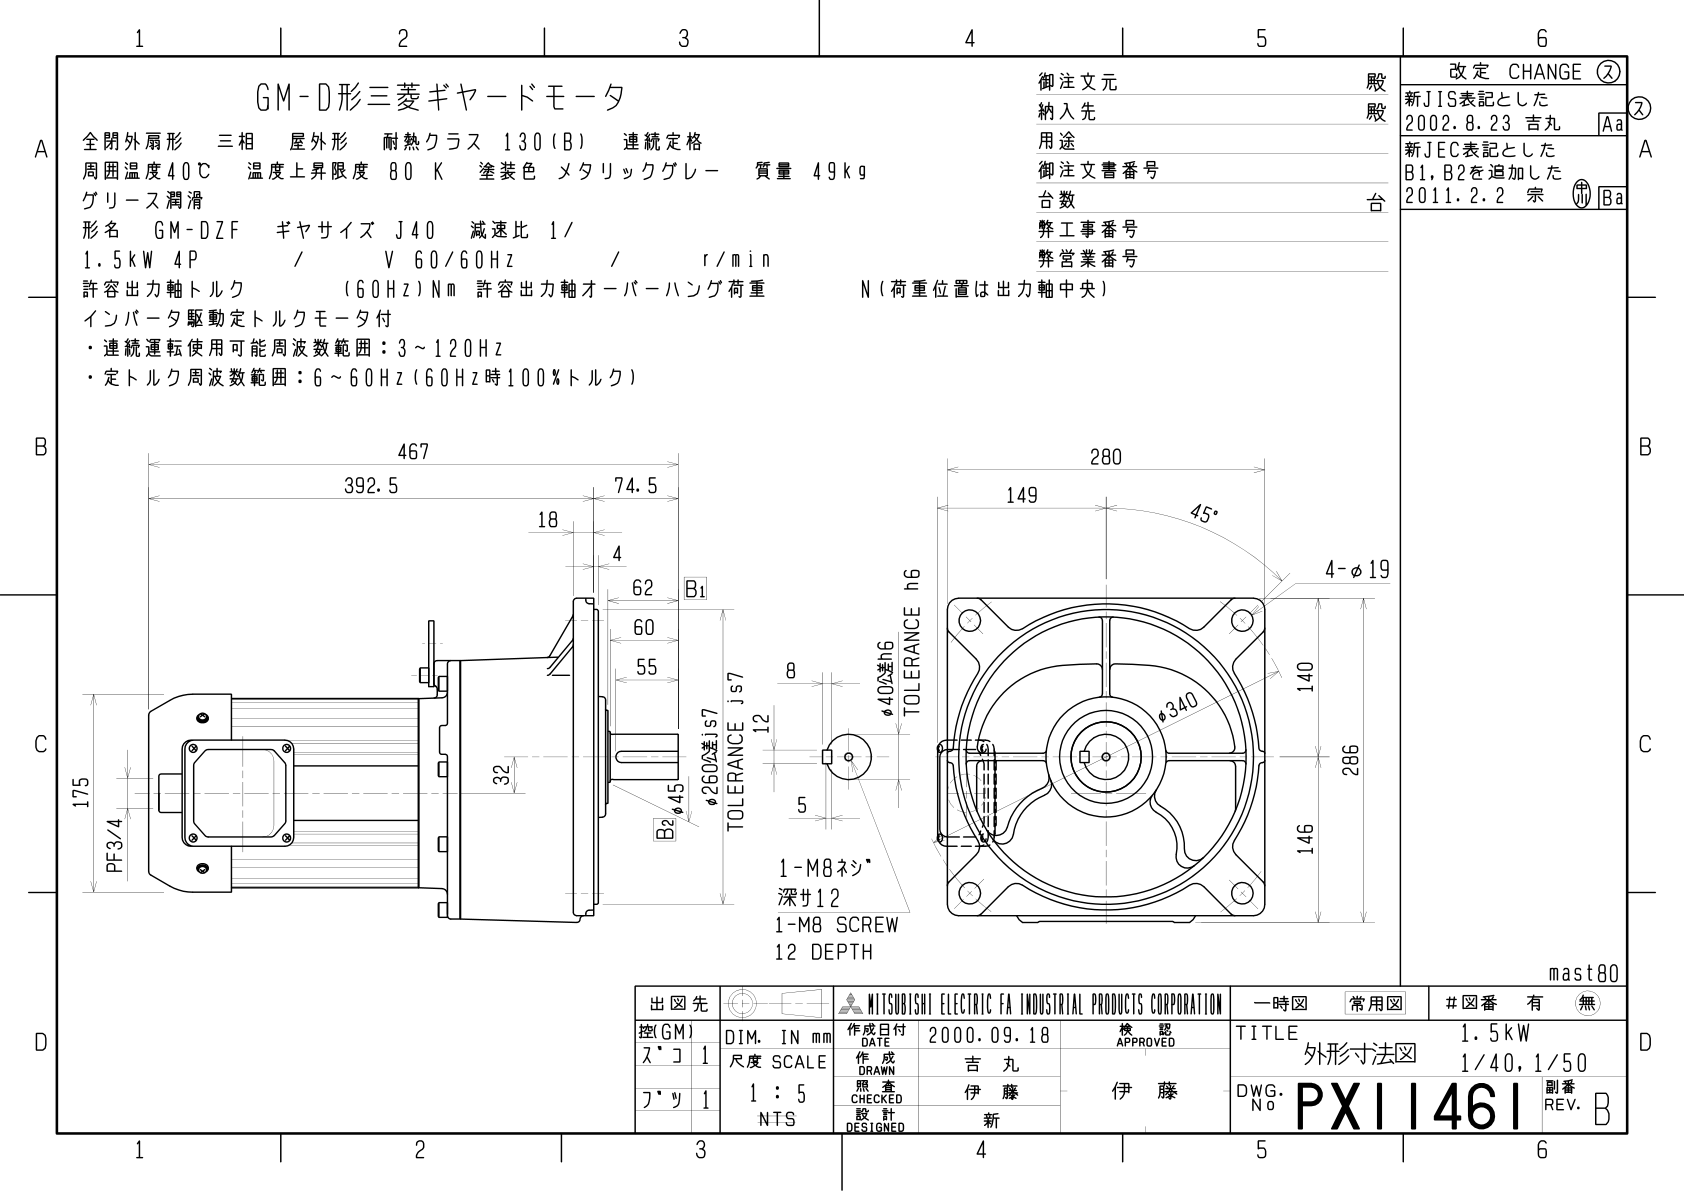 1 2 3 4 5 6
改定 CHANGE ス
新JIS表記とした
2002.8.23 吉丸 Aa
ス
新JEC表記とした
B1,B2を追加した
2011.2.2 宗 Ba
GM-D形三菱ギヤードモータ
全閉外扇形 三相 屋外形 耐熱クラス 130(B) 連続定格
周囲温度40℃ 温度上昇限度 80 K 塗装色 メタリックグレー 質量 49kg
グリース潤滑
形名 GM-DZF ギヤサイズ J40 減速比 1/
1.5kW 4P / V 60/60Hz / r/min
許容出力軸トルク (60Hz)Nm 許容出力軸オーバーハング荷重 N(荷重位置は出力軸中央)
インバータ駆動定トルクモータ付
・連続運転使用可能周波数範囲:3~120Hz
・定トルク周波数範囲:6~60Hz(60Hz時100%トルク)
御注文元 殿
納入先 殿
用途
御注文書番号
台数 台
弊工事番号
弊営業番号
A A
B B
C C
D D
467
392.5 74.5
18
4
62 B1
60
55
32
175
PF3/4
φ45
B2
φ260公差js7
TOLERANCE js7
8
12
5
φ40公差h6
TOLERANCE h6
1-M8ネジ
深サ12
1-M8 SCREW
12 DEPTH
280
149
45°
4-φ19
φ340
140
286
146
mast80
出図先
控(GM)
ズコ 1
ブツ 1
DIM. IN mm
尺度 SCALE
1 : 5
NTS
MITSUBISHI ELECTRIC FA INDUSTRIAL PRODUCTS CORPORATION
作成日付 DATE 2000.09.18
作成 DRAWN 吉丸
照査 CHECKED 伊藤
設計 DESIGNED 新
検認 APPROVED
伊藤
一時図 常用図 #図番 有 無
TITLE 1.5kW
外形寸法図 1/40,1/50
DWG. No PX11461
副番 REV. B
1 2 3 4 5 6